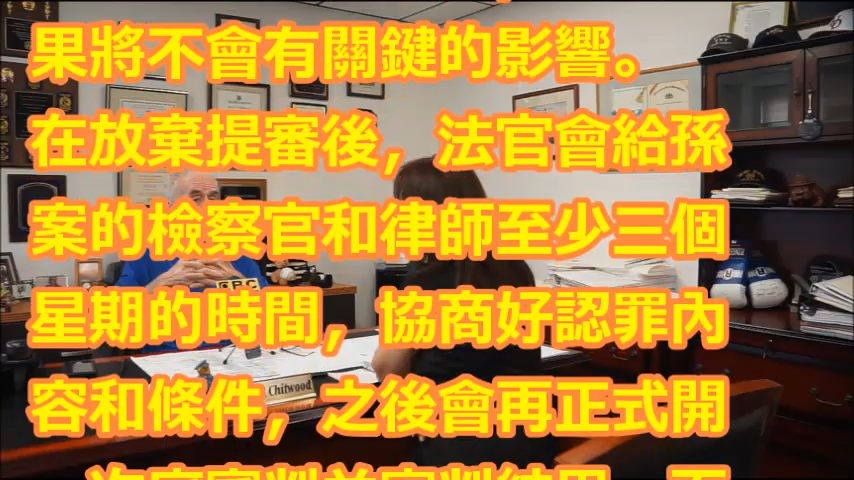 果將不會有關鍵的影響。
在放棄提審後，法官會給孫
案的檢察官和律師至少三個
星期的時間，協商好認罪內
容和條件，之後會再正式開
Chitwood